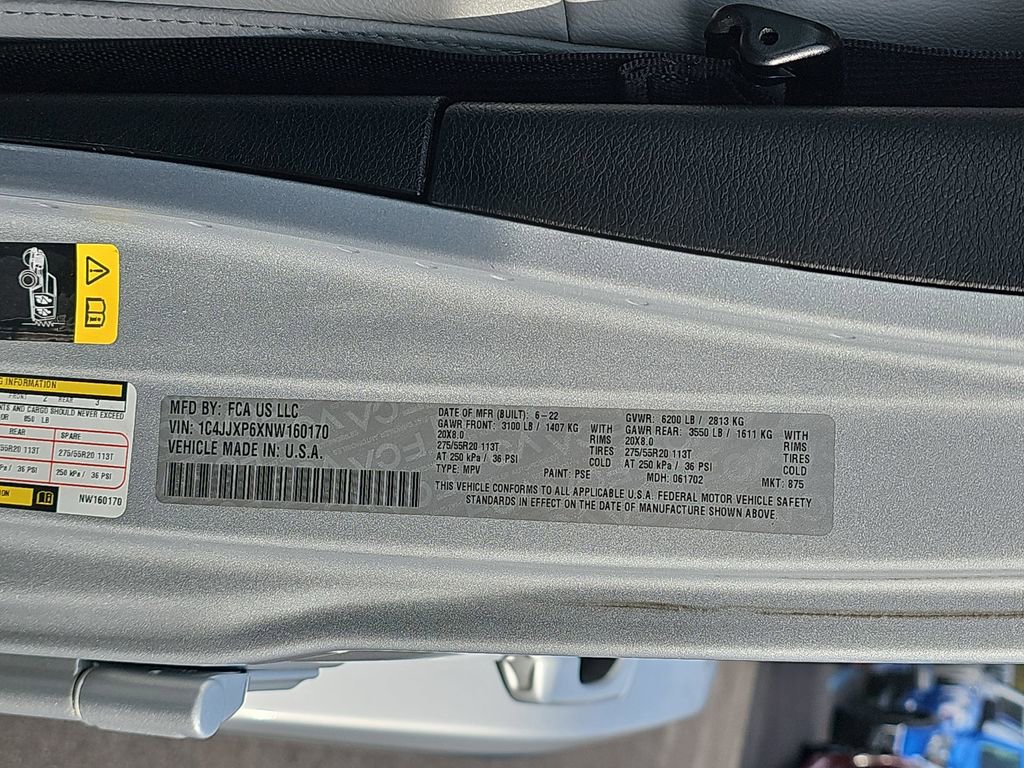 G INFORMATION
FRONT 2 REAR 3
NTS AND CARGO SHOULD NEVER EXCEED
OR 850 LB
REAR SPARE
55R20 113T 275/55R20 113T
kPa / 36 PSI 250 kPa / 36 PSI
ION
NW160170
MFD BY: FCA US LLC
VIN: 1C4JJXP6XNW160170
VEHICLE MADE IN: U.S.A.
DATE OF MFR (BUILT): 6-22
GAWR FRONT: 3100 LB / 1407 KG WITH
20X8.0 RIMS
275/55R20 113T TIRES
AT 250 kPa / 36 PSI COLD
TYPE: MPV PAINT: PSE
GVWR: 6200 LB / 2813 KG
GAWR REAR: 3550 LB / 1611 KG WITH
20X8.0 RIMS
275/55R20 113T TIRES
AT 250 kPa / 36 PSI COLD
MDH: 061702 MKT: 875
THIS VEHICLE CONFORMS TO ALL APPLICABLE U.S.A. FEDERAL MOTOR VEHICLE SAFETY
STANDARDS IN EFFECT ON THE DATE OF MANUFACTURE SHOWN ABOVE.